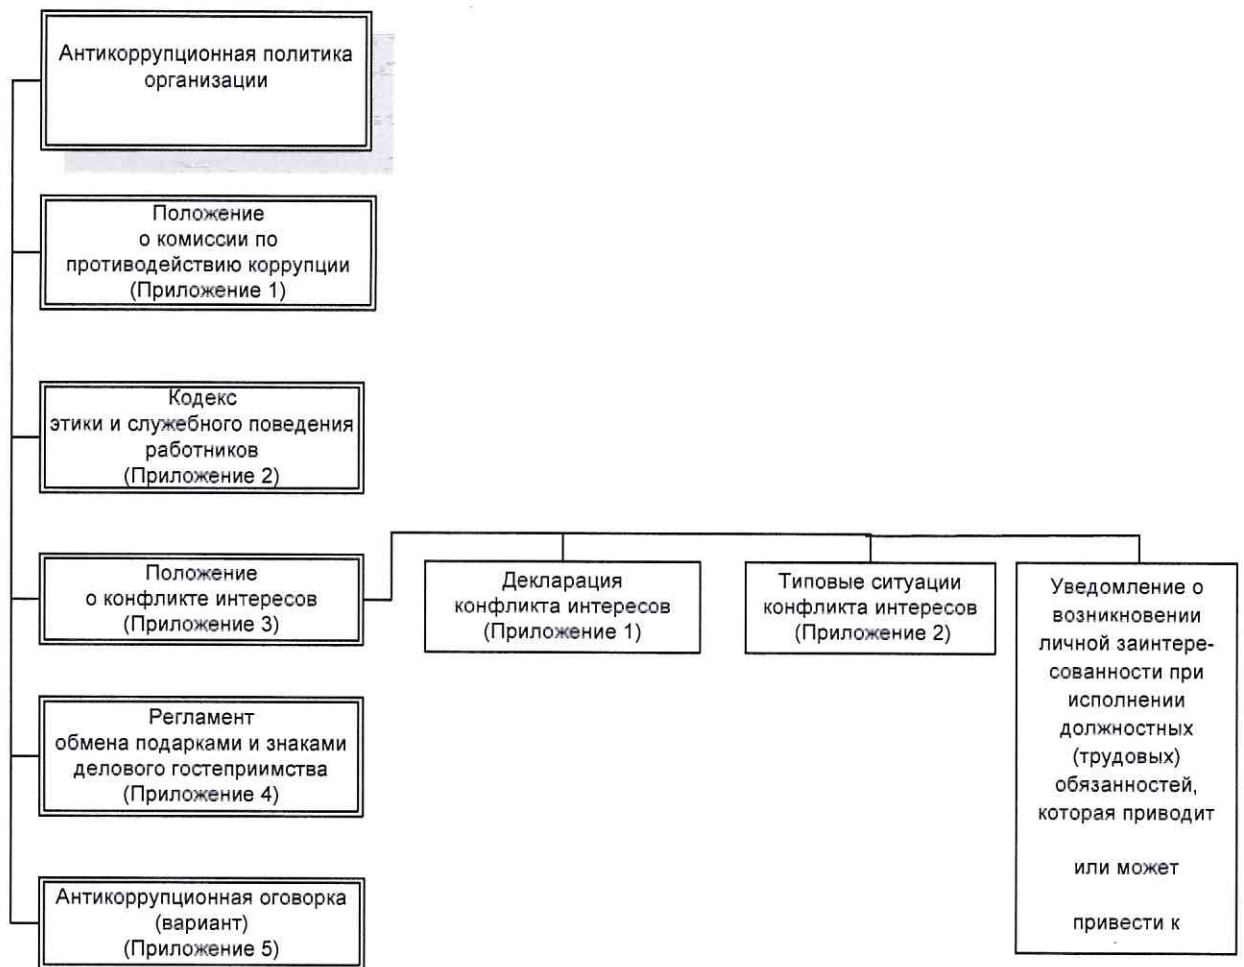 Антикоррупционная политика
организации
Положение
о комиссии по
противодействию коррупции
(Приложение 1)
Кодекс
этики и служебного поведения
работников
(Приложение 2)
Положение
о конфликте интересов
(Приложение 3)
Декларация
конфликта интересов
(Приложение 1)
Типовые ситуации
конфликта интересов
(Приложение 2)
Уведомление о
возникновении
личной заинтере-
сованности при
исполнении
должностных
(трудовых)
обязанностей,
которая приводит
или может
привести к
Регламент
обмена подарками и знаками
делового гостеприимства
(Приложение 4)
Антикоррупционная оговорка
(вариант)
(Приложение 5)